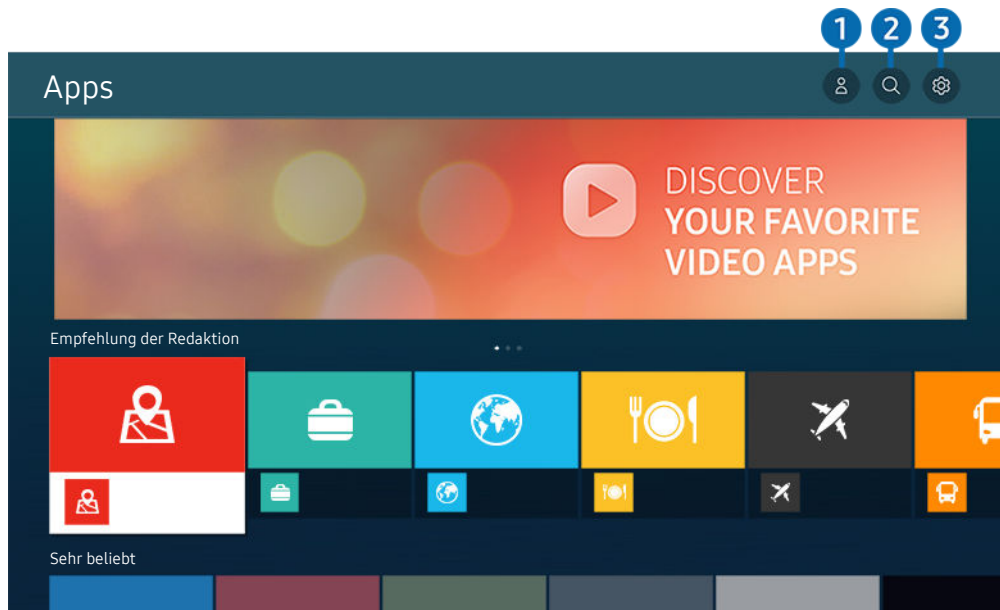 1 2 3
Apps
DISCOVER
YOUR FAVORITE
VIDEO APPS
Empfehlung der Redaktion
Sehr beliebt